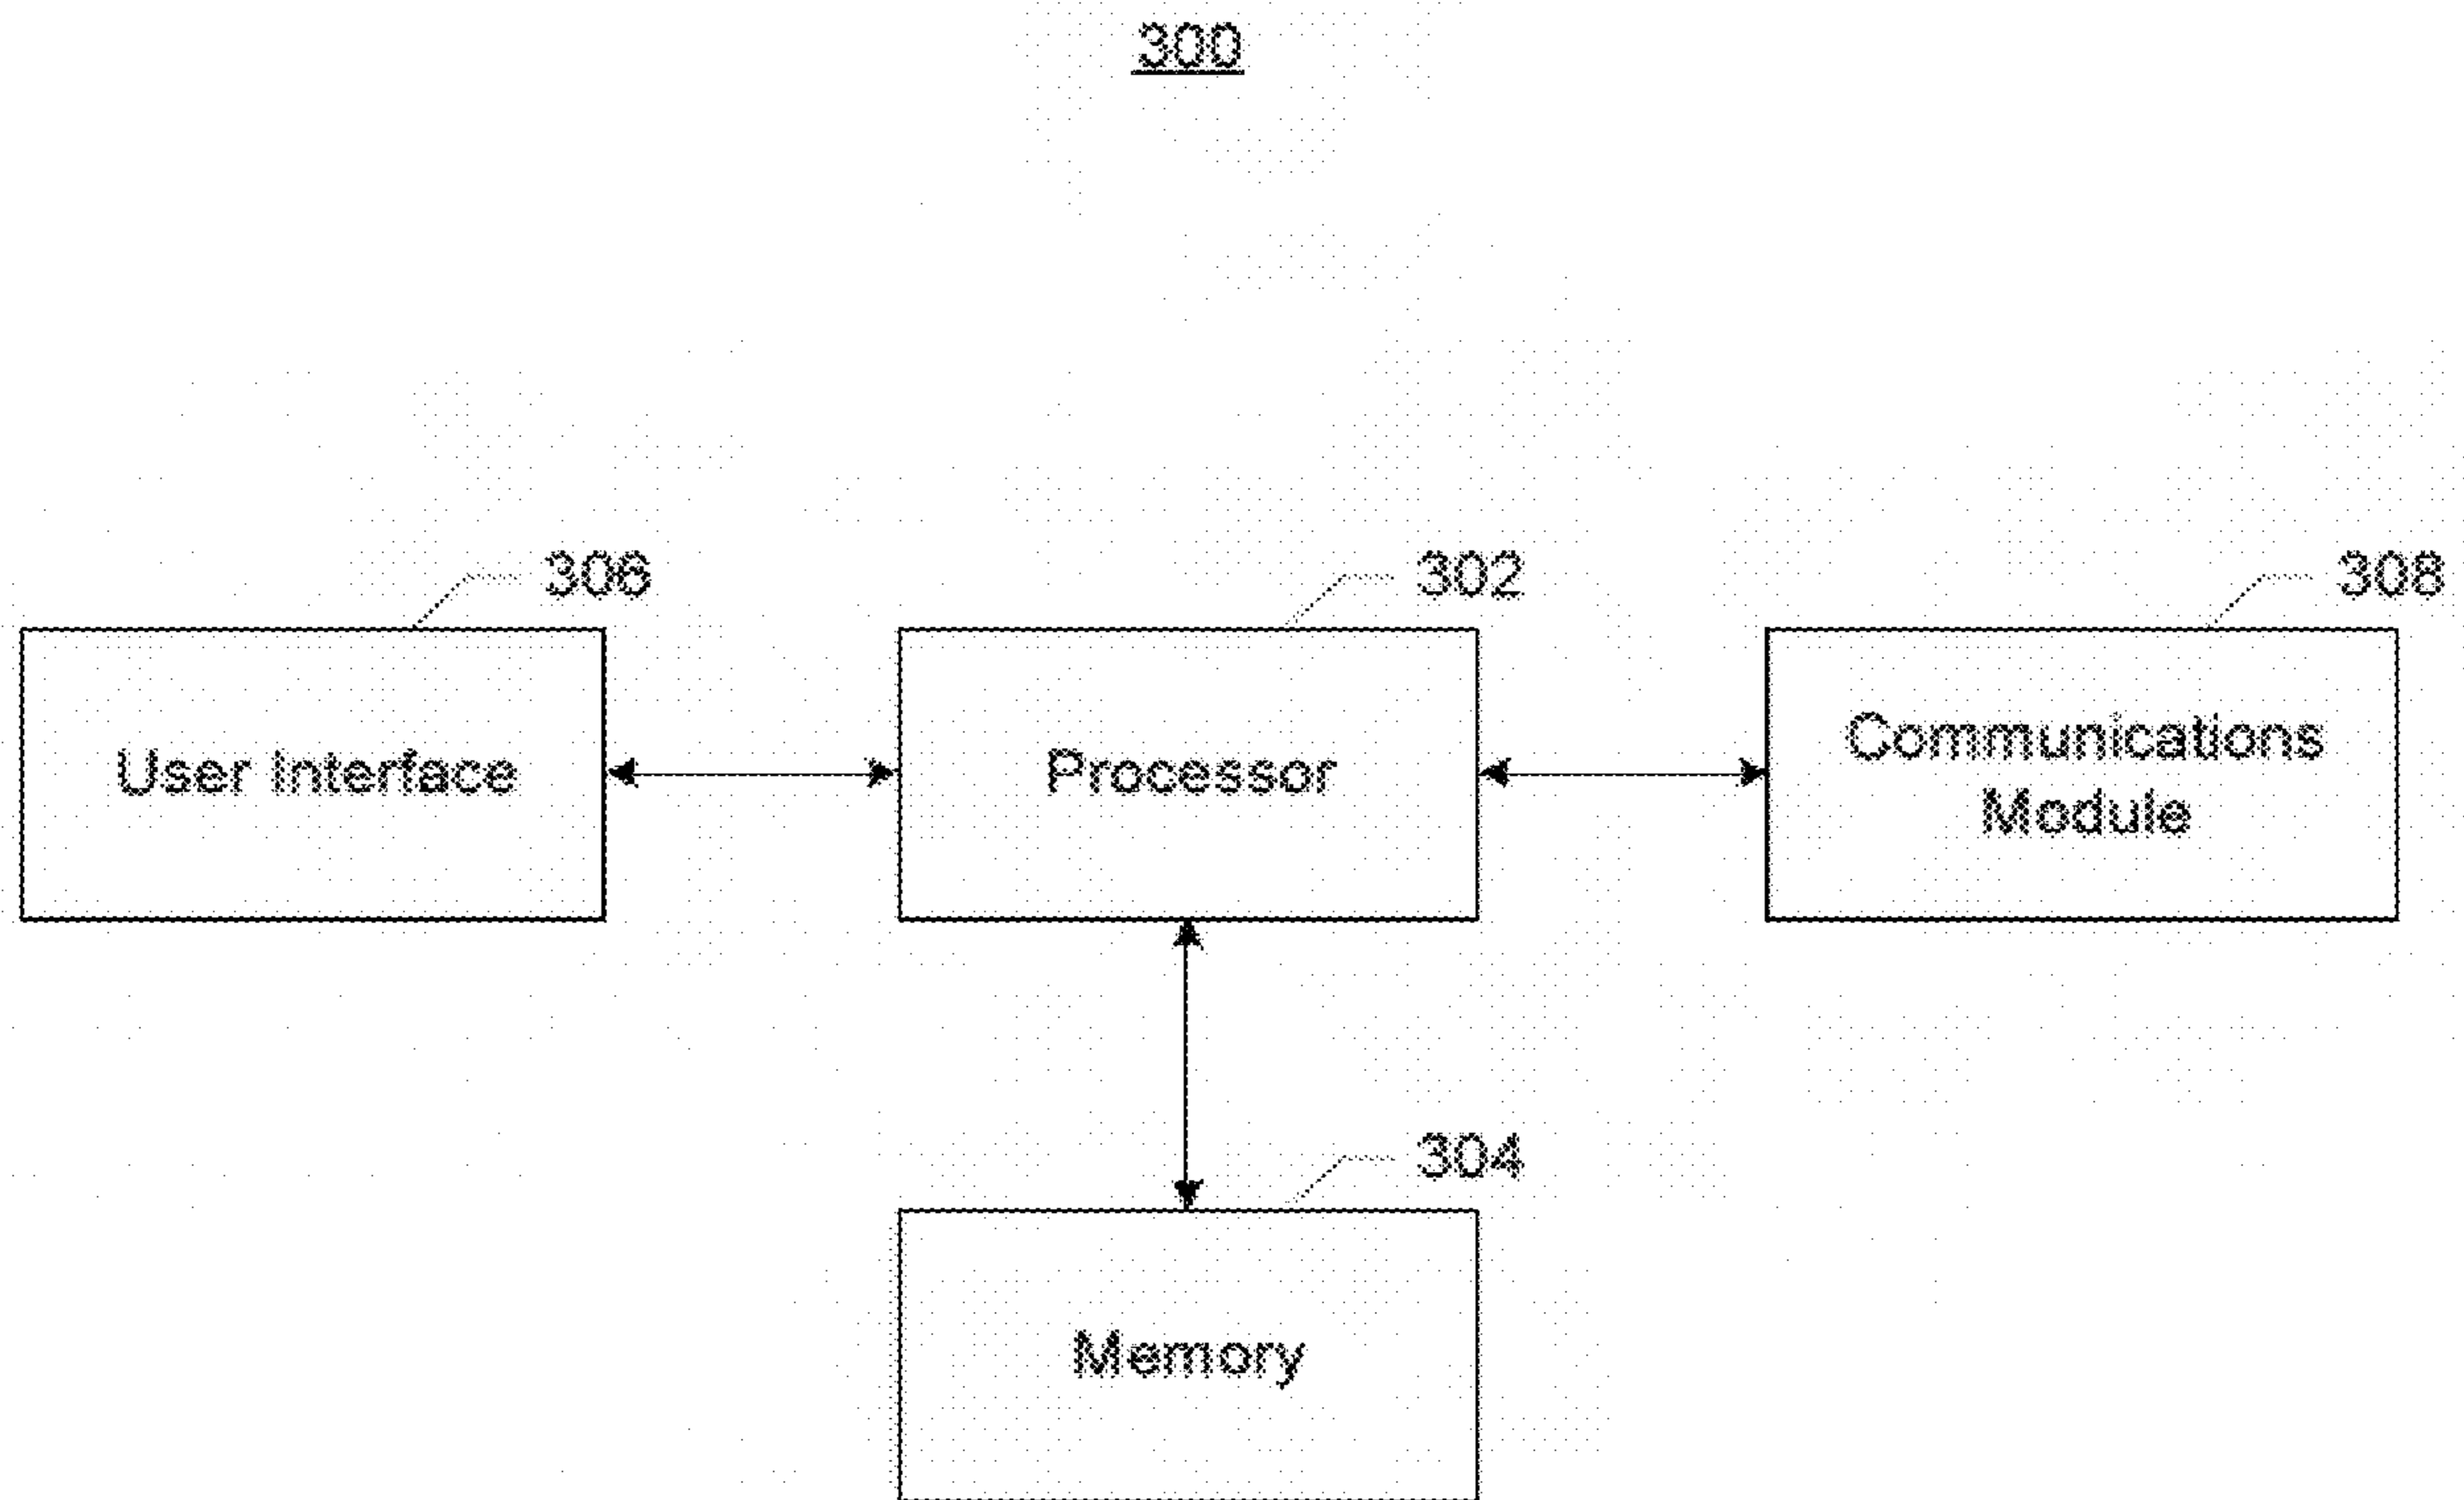 300
306
302
308
User Interface
Processor
Communications
Module
304
Memory